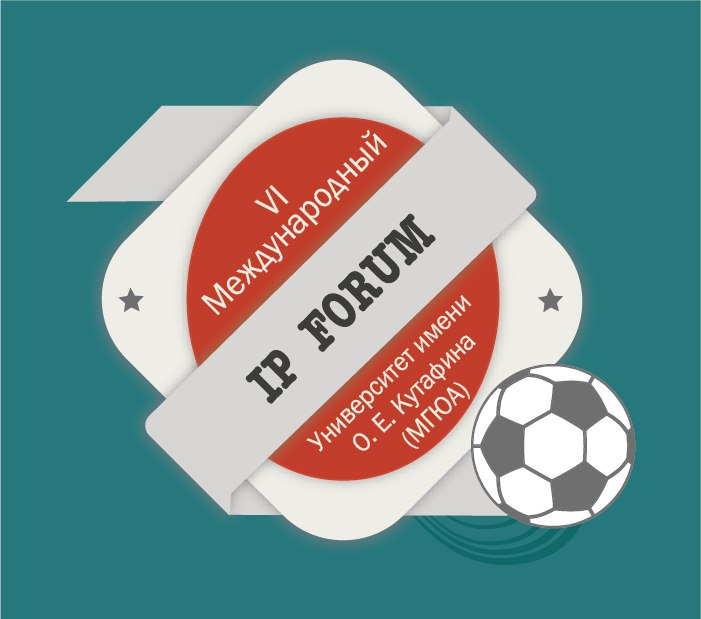 VI
Международный
IP FORUM
Университет имени
О. Е. Кутафина
(МГЮА)